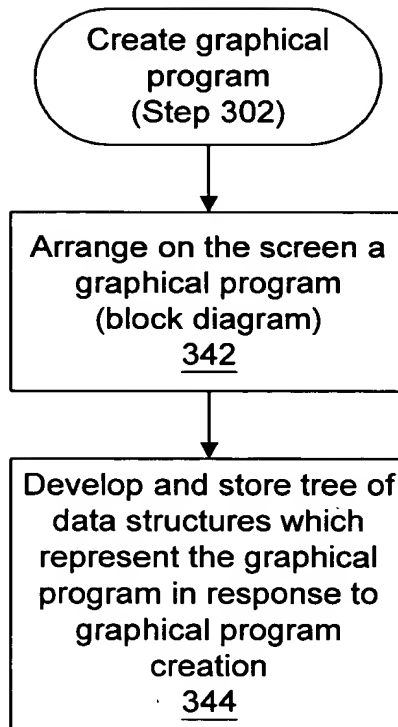 Create graphical
program
(Step 302)
Arrange on the screen a
graphical program
(block diagram)
342
Develop and store tree of
data structures which
represent the graphical
program in response to
graphical program
creation
344